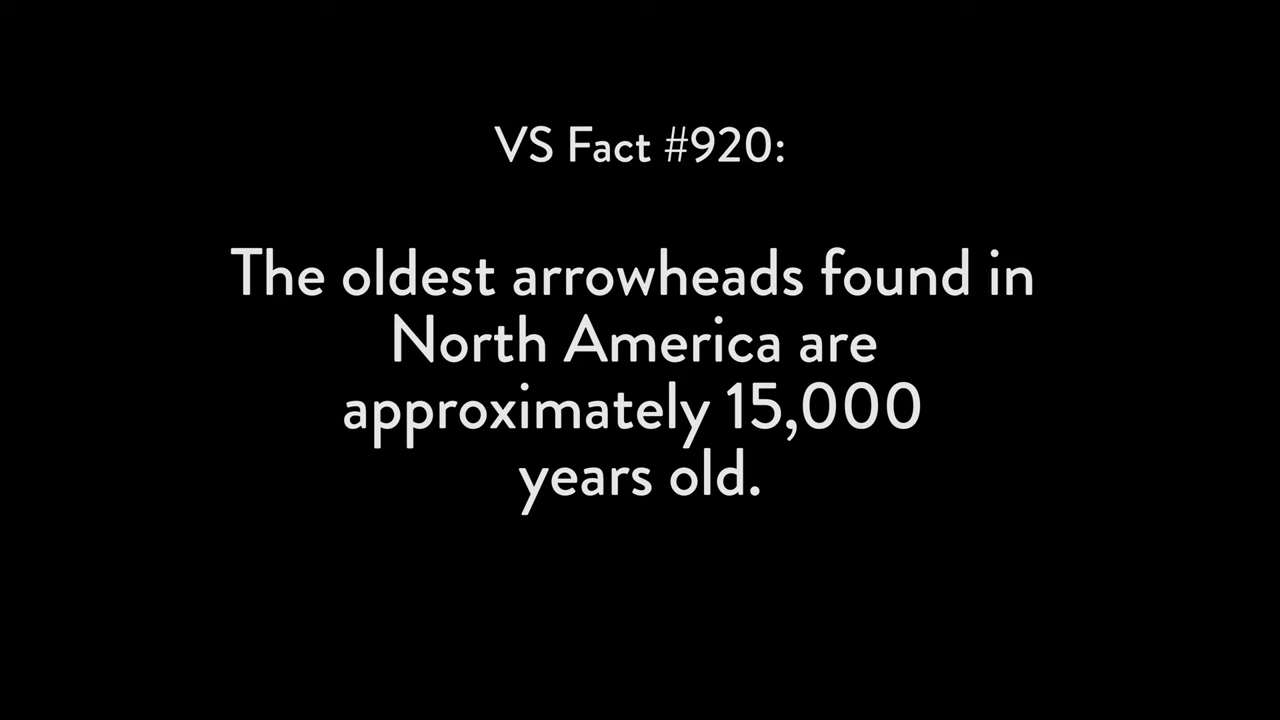 VS Fact #920:
The oldest arrowheads found in
North America are
approximately 15,000
years old.